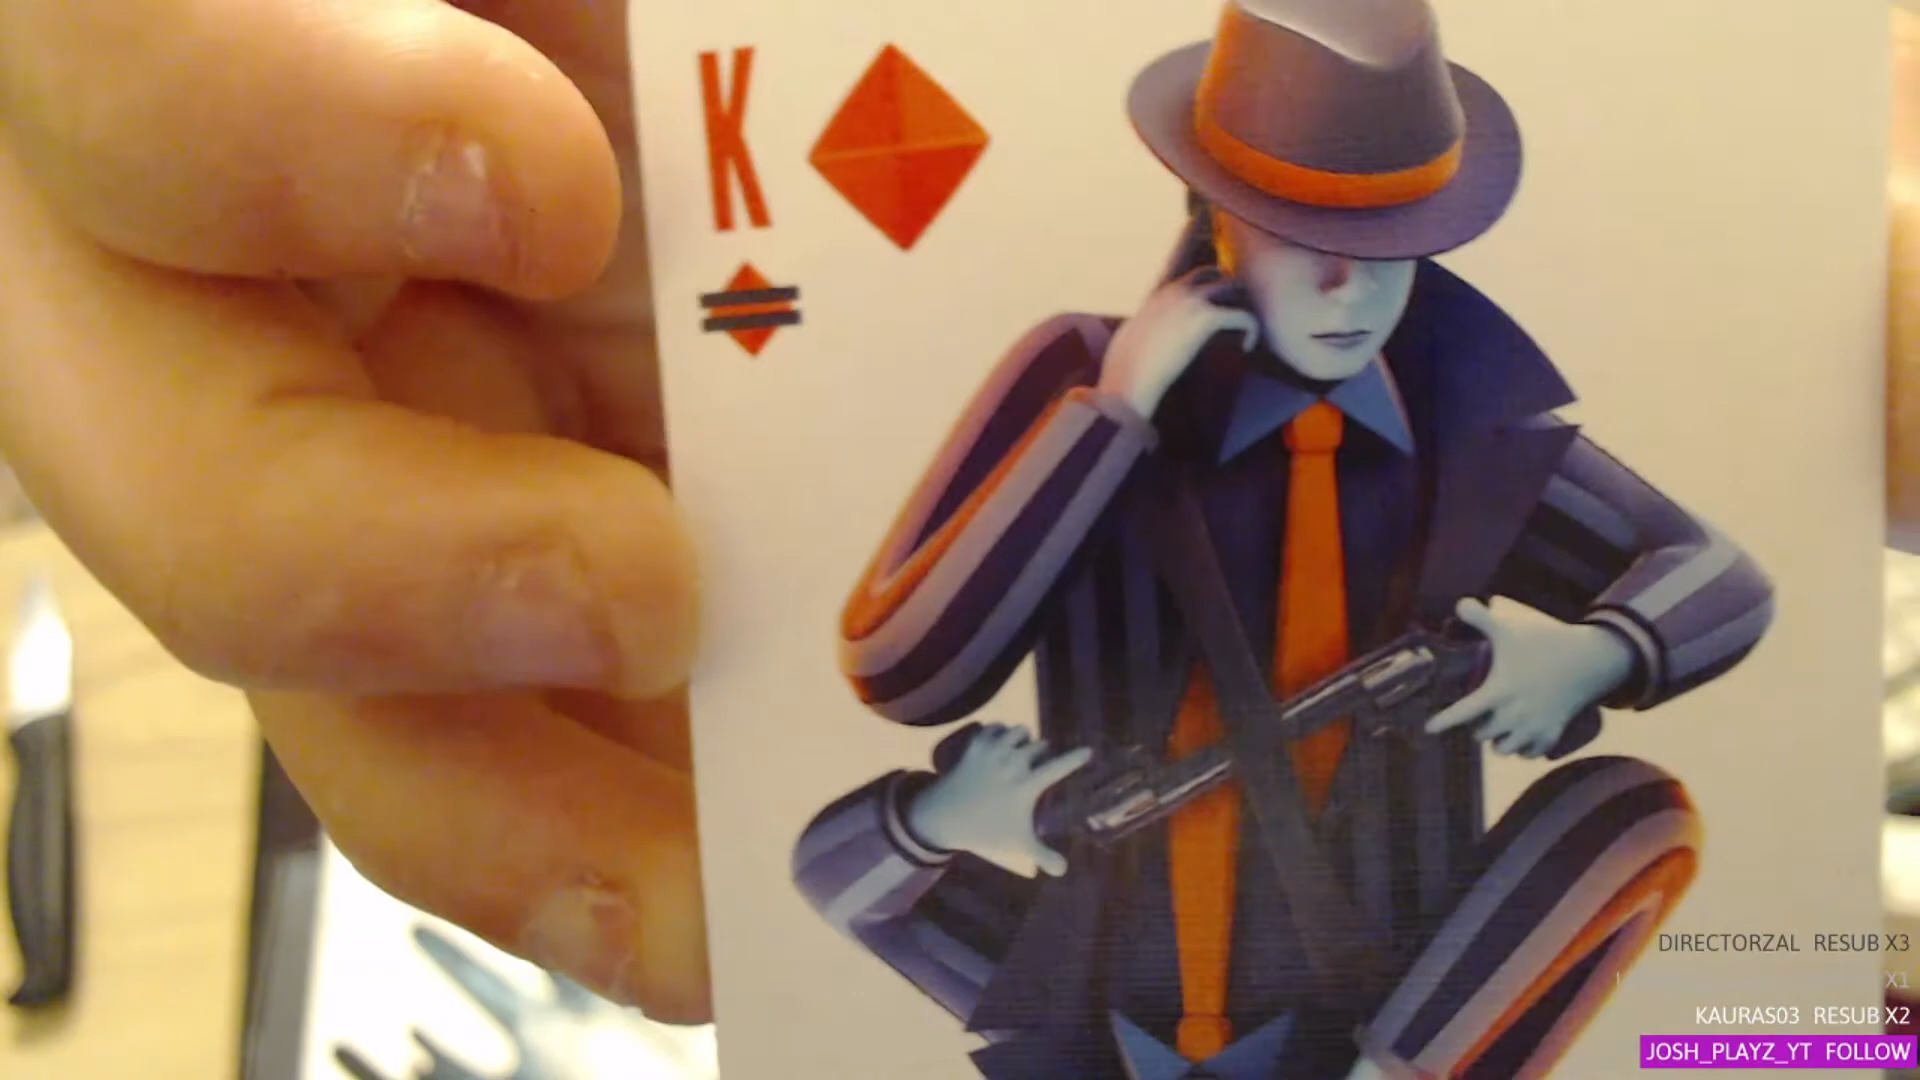 K
DIRECTORZAL RESUB X3
X1
KAURAS03 RESUB X2
JOSH_PLAYZ_YT FOLLOW